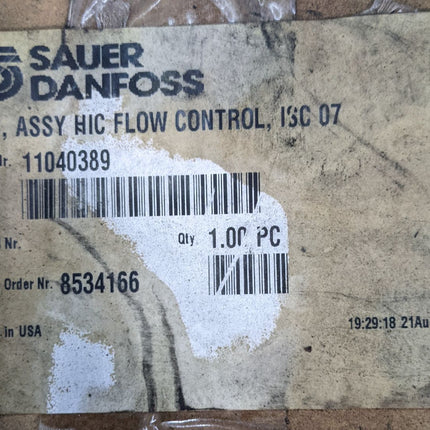 SAUER
DANFOSS
, ASSY HIC FLOW CONTROL, ISC 07
Nr. 11040389
Nr.
Qty. 1.00 PC
Order Nr. 8534166
in USA
19:29:18 21Au